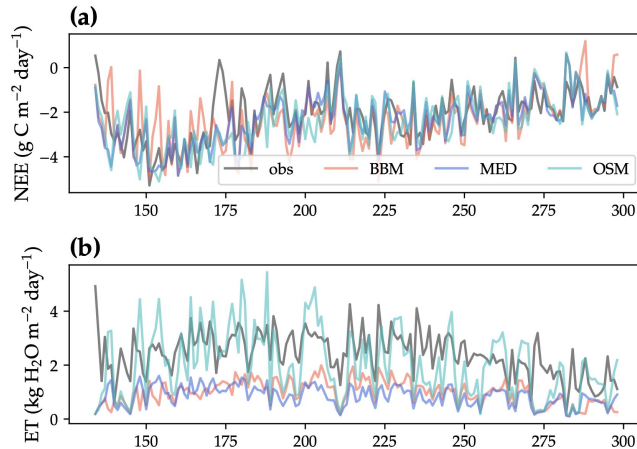 (a)
NEE (g C m⁻² day⁻¹)
0
−2
−4
obs BBM MED OSM
150 175 200 225 250 275 300
(b)
ET (kg H₂O m⁻² day⁻¹)
4
2
0
150 175 200 225 250 275 300